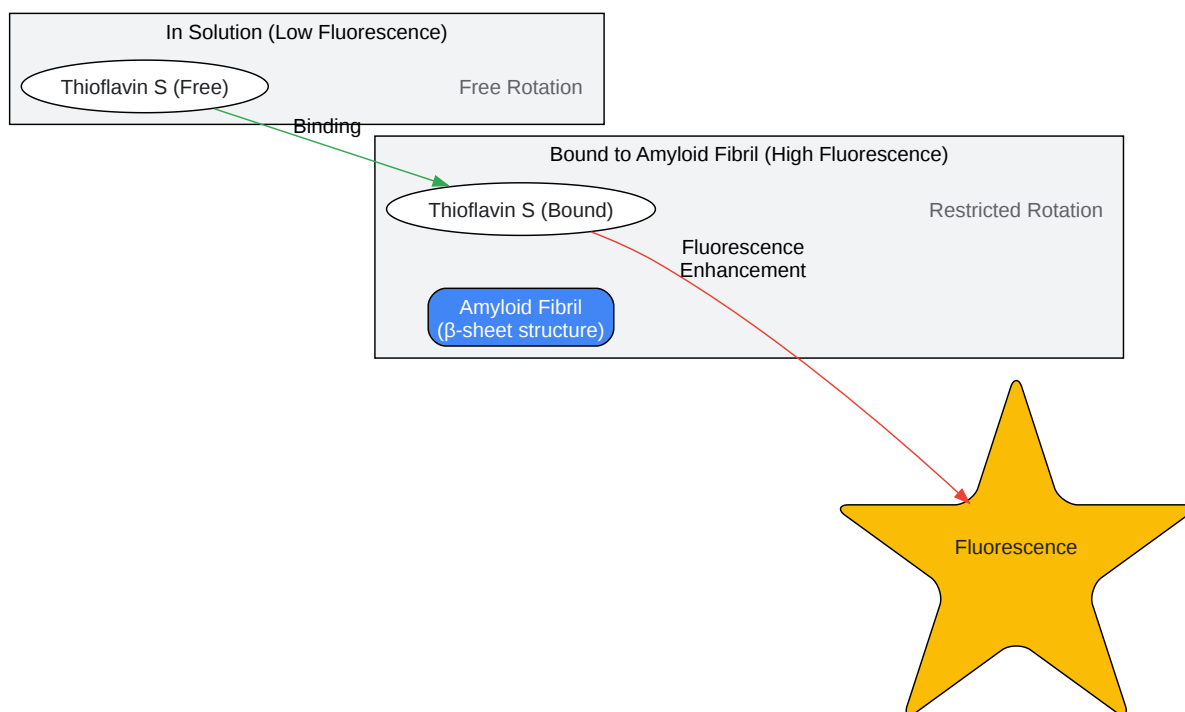 In Solution (Low Fluorescence)
Thioflavin S (Free)
Free Rotation
Binding
Bound to Amyloid Fibril (High Fluorescence)
Thioflavin S (Bound)
Restricted Rotation
Fluorescence
Enhancement
Amyloid Fibril
(β-sheet structure)
Fluorescence